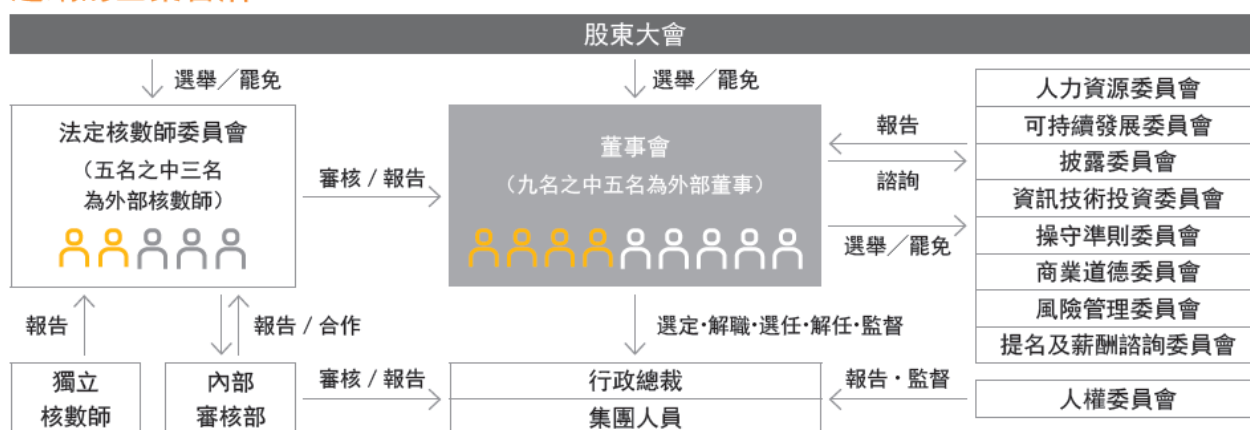 股東大會
選舉／罷免
選舉／罷免
法定核數師委員會
（五名之中三名
為外部核數師）
審核 / 報告
董事會
（九名之中五名為外部董事）
報告
諮詢
選舉／罷免
人力資源委員會
可持續發展委員會
披露委員會
資訊技術投資委員會
操守準則委員會
商業道德委員會
風險管理委員會
提名及薪酬諮詢委員會
報告
報告 / 合作
選定·解職·選任·解任·監督
獨立
核數師
內部
審核部
審核 / 報告
行政總裁
集團人員
報告·監督
人權委員會